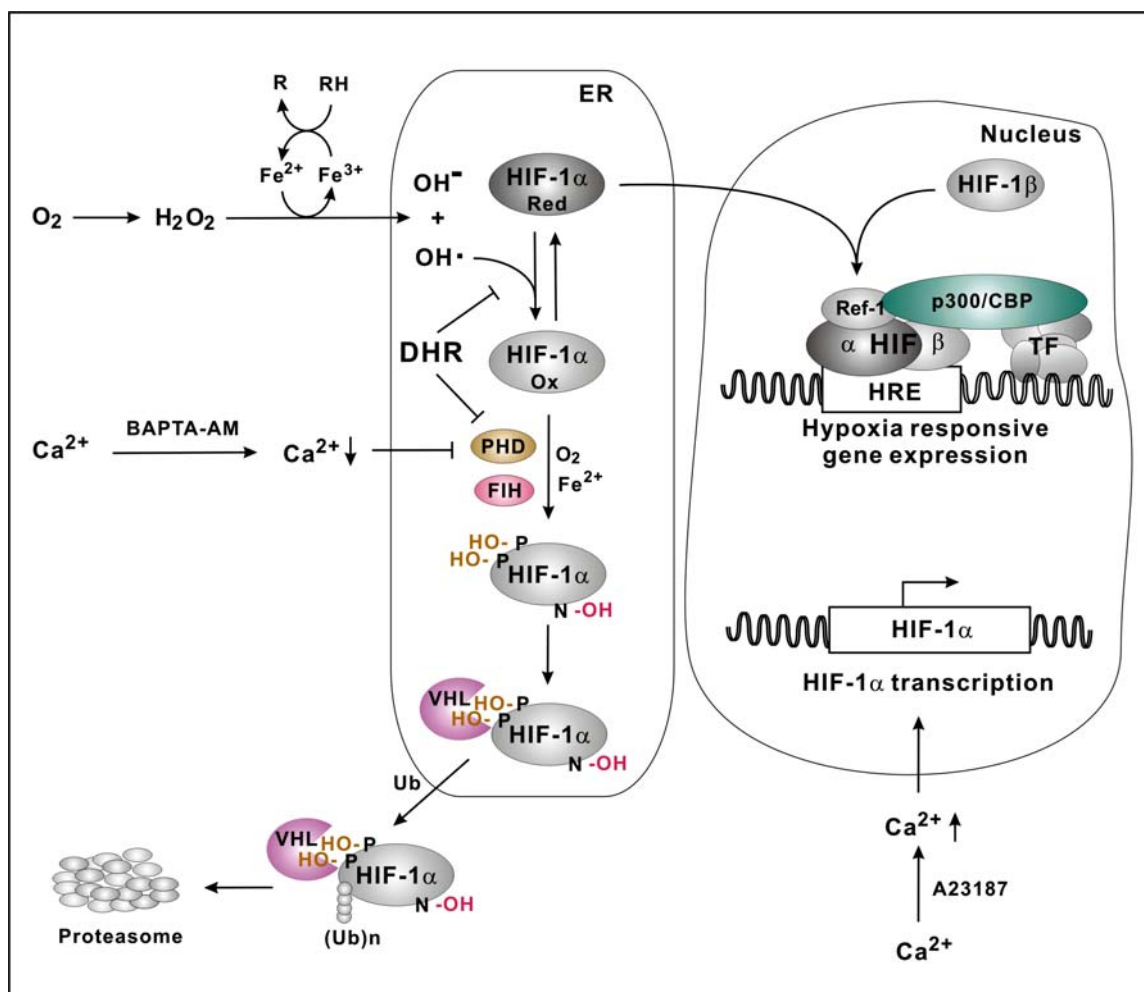 R RH
ER
Nucleus
Fe²⁺ Fe³⁺
OH⁻
HIF-1α
Red
HIF-1β
O₂ H₂O₂
+
OH·
Ref-1
p300/CBP
α HIF β
TF
DHR
HIF-1α
Ox
HRE
Hypoxia responsive
gene expression
Ca²⁺ BAPTA-AM Ca²⁺
PHD
O₂
FIH
Fe²⁺
HO- P
HO- P
HIF-1α
N -OH
HIF-1α
HIF-1α transcription
VHL
HO- P
HO- P
HIF-1α
N -OH
Ub
Ca²⁺
VHL
HO- P
HO- P
HIF-1α
N -OH
A23187
Proteasome
(Ub)n
Ca²⁺